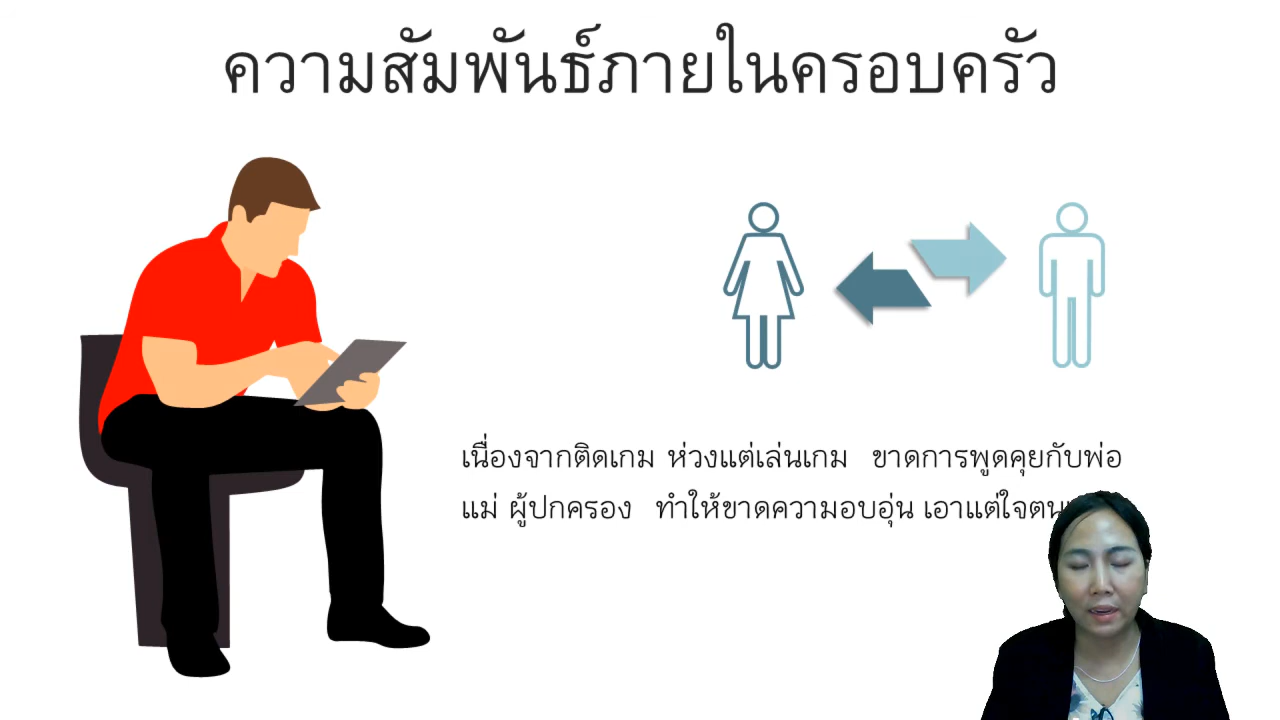 ความสัมพันธ์ภายในครอบครัว
เนื่องจากติดเกม ห่วงแต่เล่นเกม ขาดการพูดคุยกับพ่อ
แม่ ผู้ปกครอง ทำให้ขาดความอบอุ่น เอาแต่ใจตน